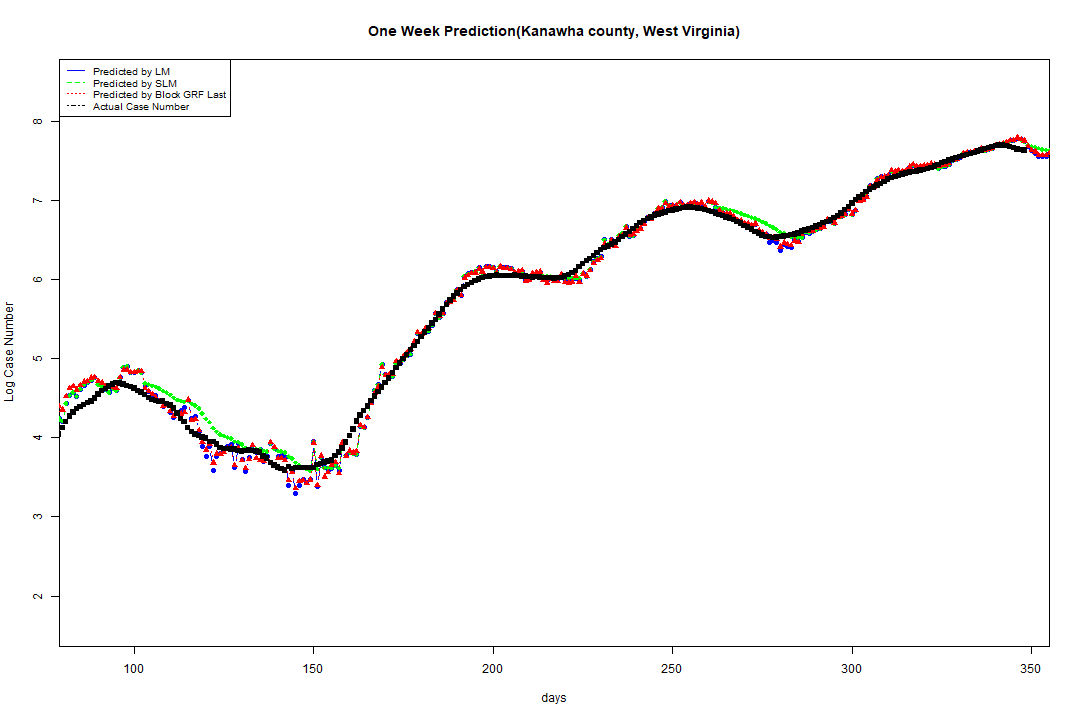 One Week Prediction(Kanawha county, West Virginia)
Predicted by LM
Predicted by SLM
Predicted by Block GRF Last
Actual Case Number
Log Case Number
8
7
6
5
4
3
2
100 150 200 250 300 350
days